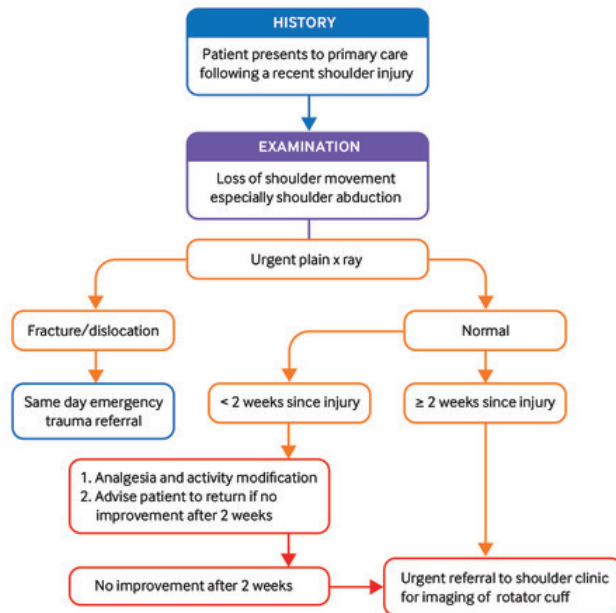 HISTORY
Patient presents to primary care
following a recent shoulder injury
EXAMINATION
Loss of shoulder movement
especially shoulder abduction
Urgent plain x ray
Fracture/dislocation
Normal
Same day emergency
trauma referral
< 2 weeks since injury
≥ 2 weeks since injury
1. Analgesia and activity modification
2. Advise patient to return if no
improvement after 2 weeks
No improvement after 2 weeks
Urgent referral to shoulder clinic
for imaging of rotator cuff